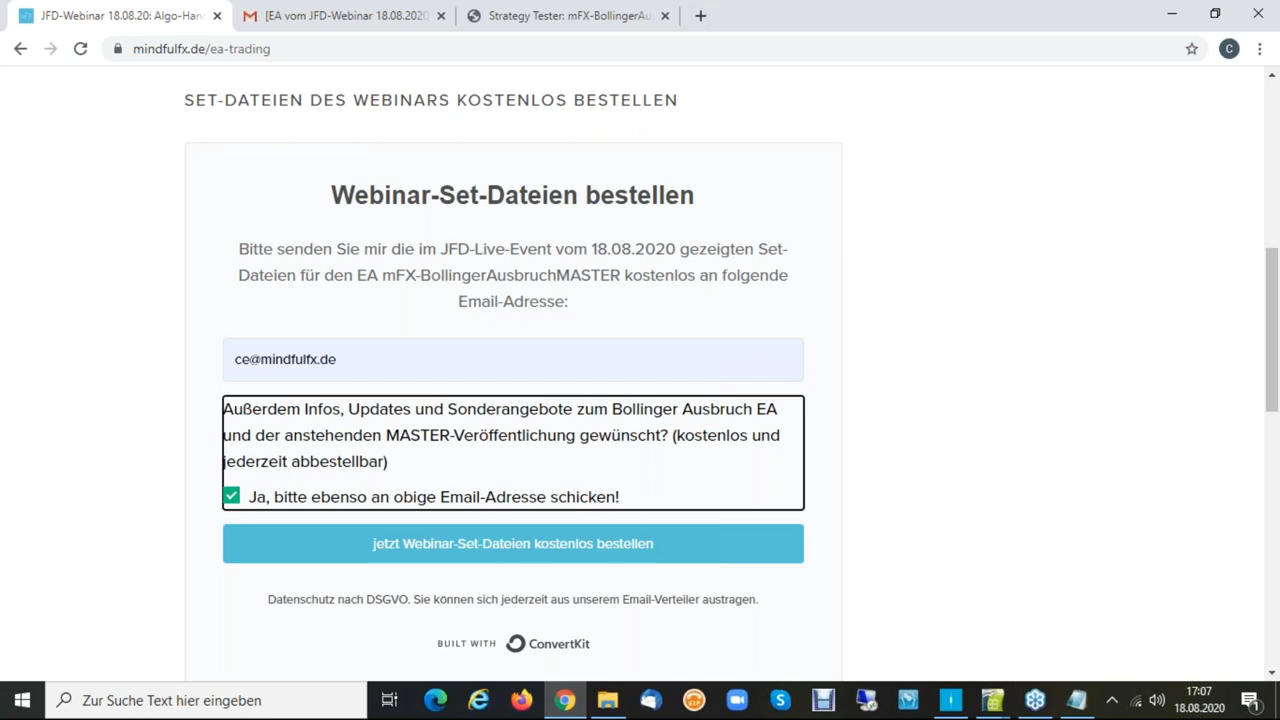 JFD-Webinar 18.08.20: Algo-Han
[EA vom JFD-Webinar 18.08.2020
Strategy Tester: mFX-BollingerAu
mindfulfx.de/ea-trading
C
SET-DATEIEN DES WEBINARS KOSTENLOS BESTELLEN
Webinar-Set-Dateien bestellen
Bitte senden Sie mir die im JFD-Live-Event vom 18.08.2020 gezeigten Set-
Dateien für den EA mFX-BollingerAusbruchMASTER kostenlos an folgende
Email-Adresse:
ce@mindfulfx.de
Außerdem Infos, Updates und Sonderangebote zum Bollinger Ausbruch EA
und der anstehenden MASTER-Veröffentlichung gewünscht? (kostenlos und
jederzeit abbestellbar)
Ja, bitte ebenso an obige Email-Adresse schicken!
jetzt Webinar-Set-Dateien kostenlos bestellen
Datenschutz nach DSGVO. Sie können sich jederzeit aus unserem Email-Verteiler austragen.
BUILT WITH ConvertKit
Zur Suche Text hier eingeben
17:07
18.08.2020
1